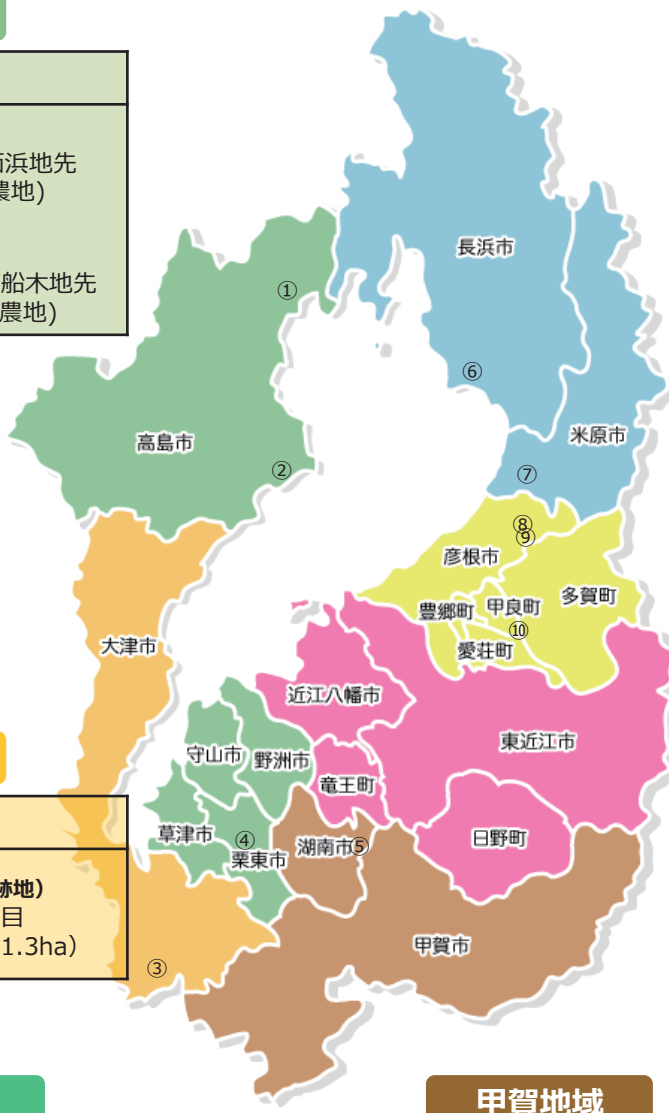 浜地先
農地)
船木地先
農地)
①
長浜市
⑥
高島市
②
米原市
⑦
⑧
⑨
彦根市
多賀町
豊郷町
甲良町
⑩
愛荘町
大津市
近江八幡市
東近江市
守山市
野洲市
竜王町
草津市
④
栗東市
湖南市⑤
日野町
跡地)
目
1.3ha)
③
甲賀市
甲賀地域